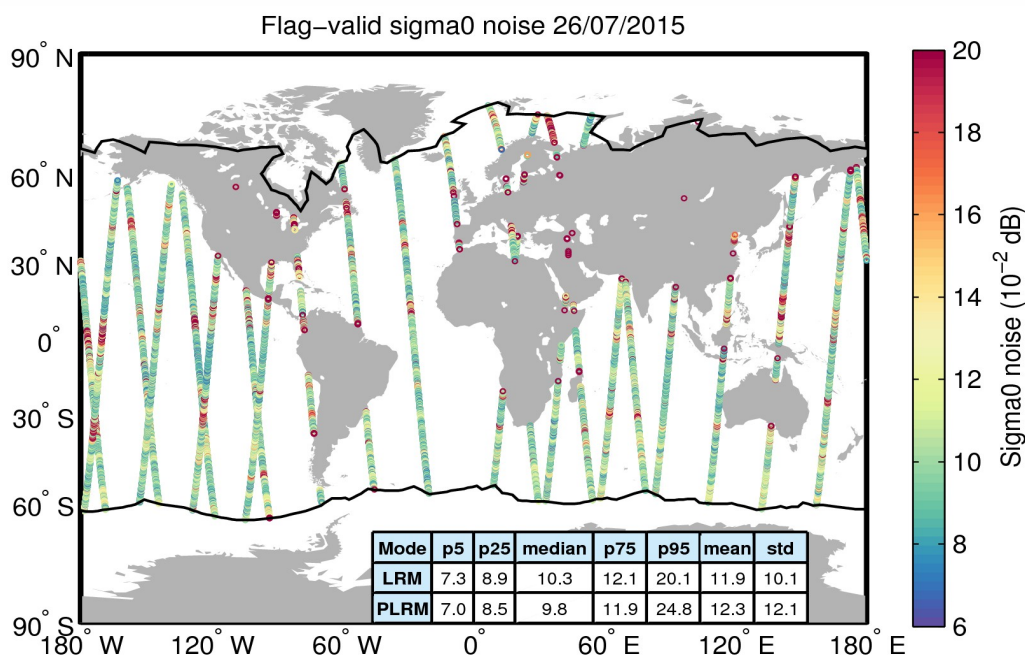 Flag−valid sigma0 noise 26/07/2015
90° N
60° N
30° N
0°
30° S
60° S
90° S
180° W
120° W
60° W
0°
60° E
120° E
180° E
20
18
16
14
12
10
8
6
Sigma0 noise (10⁻² dB)
Mode p5 p25 median p75 p95 mean std
LRM 7.3 8.9 10.3 12.1 20.1 11.9 10.1
PLRM 7.0 8.5 9.8 11.9 24.8 12.3 12.1